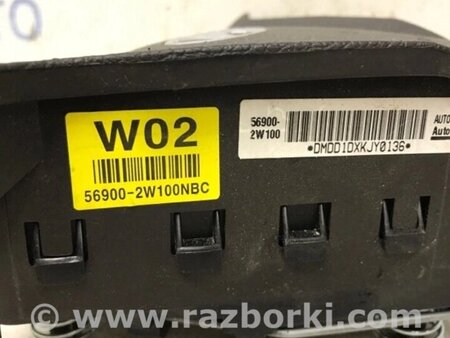 W02
56900-2W100NBC
56900-
2W100
AUTO
Auto
*DMDD1DXKJY0136*
www.razborki.com